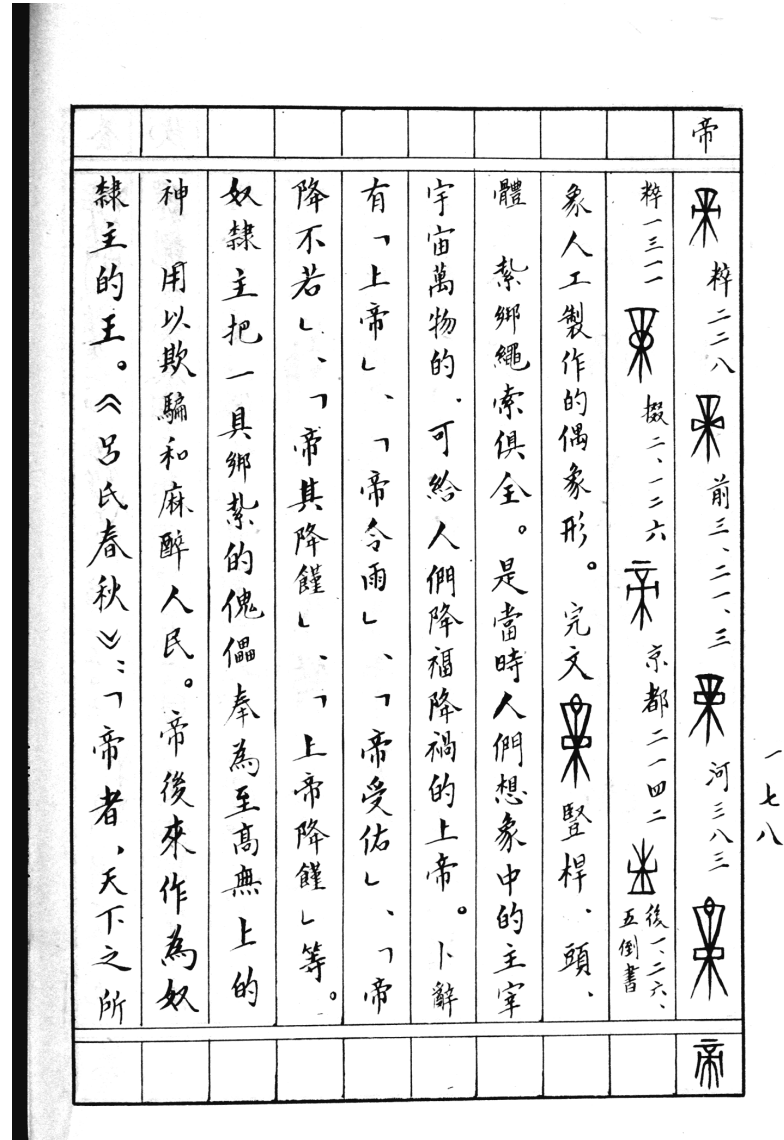 帝
粹二二八 前三、二一、三 河三八三
帝
粹一三一一 掇二、一二六 京都二一四二 後一、二六、
五倒書
象人工製作的偶象形。完文 豎桿、頭、
體 紮綁繩索俱全。是當時人們想象中的主宰
宇宙萬物的.可給人們降福降禍的上帝。卜辭
有「上帝」、「帝令雨」、「帝受佑」、「帝
降不若」、「帝其降饉」、「上帝降饉」等。
奴隸主把一具綁紮的傀儡奉為至高無上的
神 用以欺騙和麻醉人民。帝後來作為奴
隸主的王。《呂氏春秋》:「帝者,天下之所
一七八